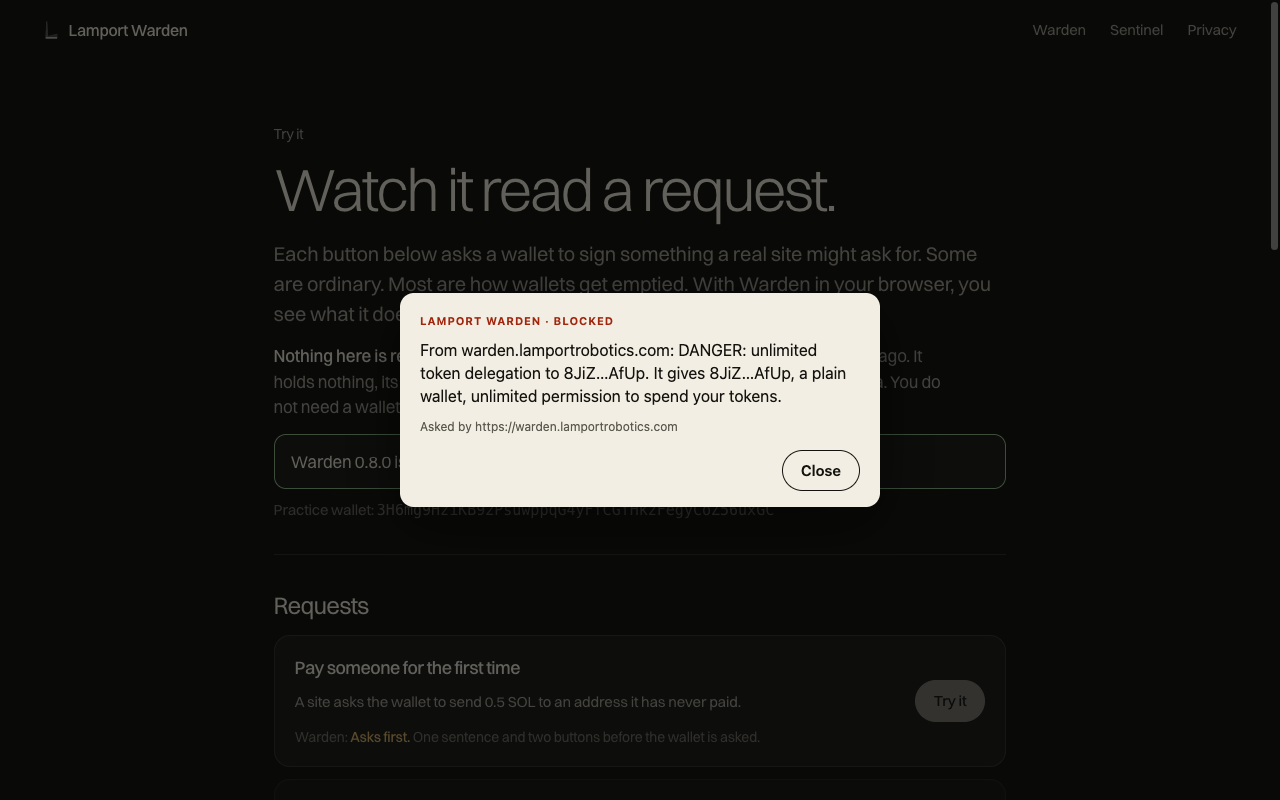 Lamport Warden
Warden Sentinel Privacy
Try it
Watch it read a request.
Each button below asks a wallet to sign something a real site might ask for. Some
are ordinary. Most are how wallets get emptied. With Warden in your browser, you
see what it
Nothing here is
ago. It
holds nothing, its
You do
not need a wallet
Warden 0.8.0
LAMPORT WARDEN · BLOCKED
From warden.lamportrobotics.com: DANGER: unlimited
token delegation to 8JiZ...AfUp. It gives 8JiZ...AfUp, a plain
wallet, unlimited permission to spend your tokens.
Asked by https://warden.lamportrobotics.com
Close
Practice wallet:
Requests
Pay someone for the first time
A site asks the wallet to send 0.5 SOL to an address it has never paid.
Warden: Asks first. One sentence and two buttons before the wallet is asked.
Try it